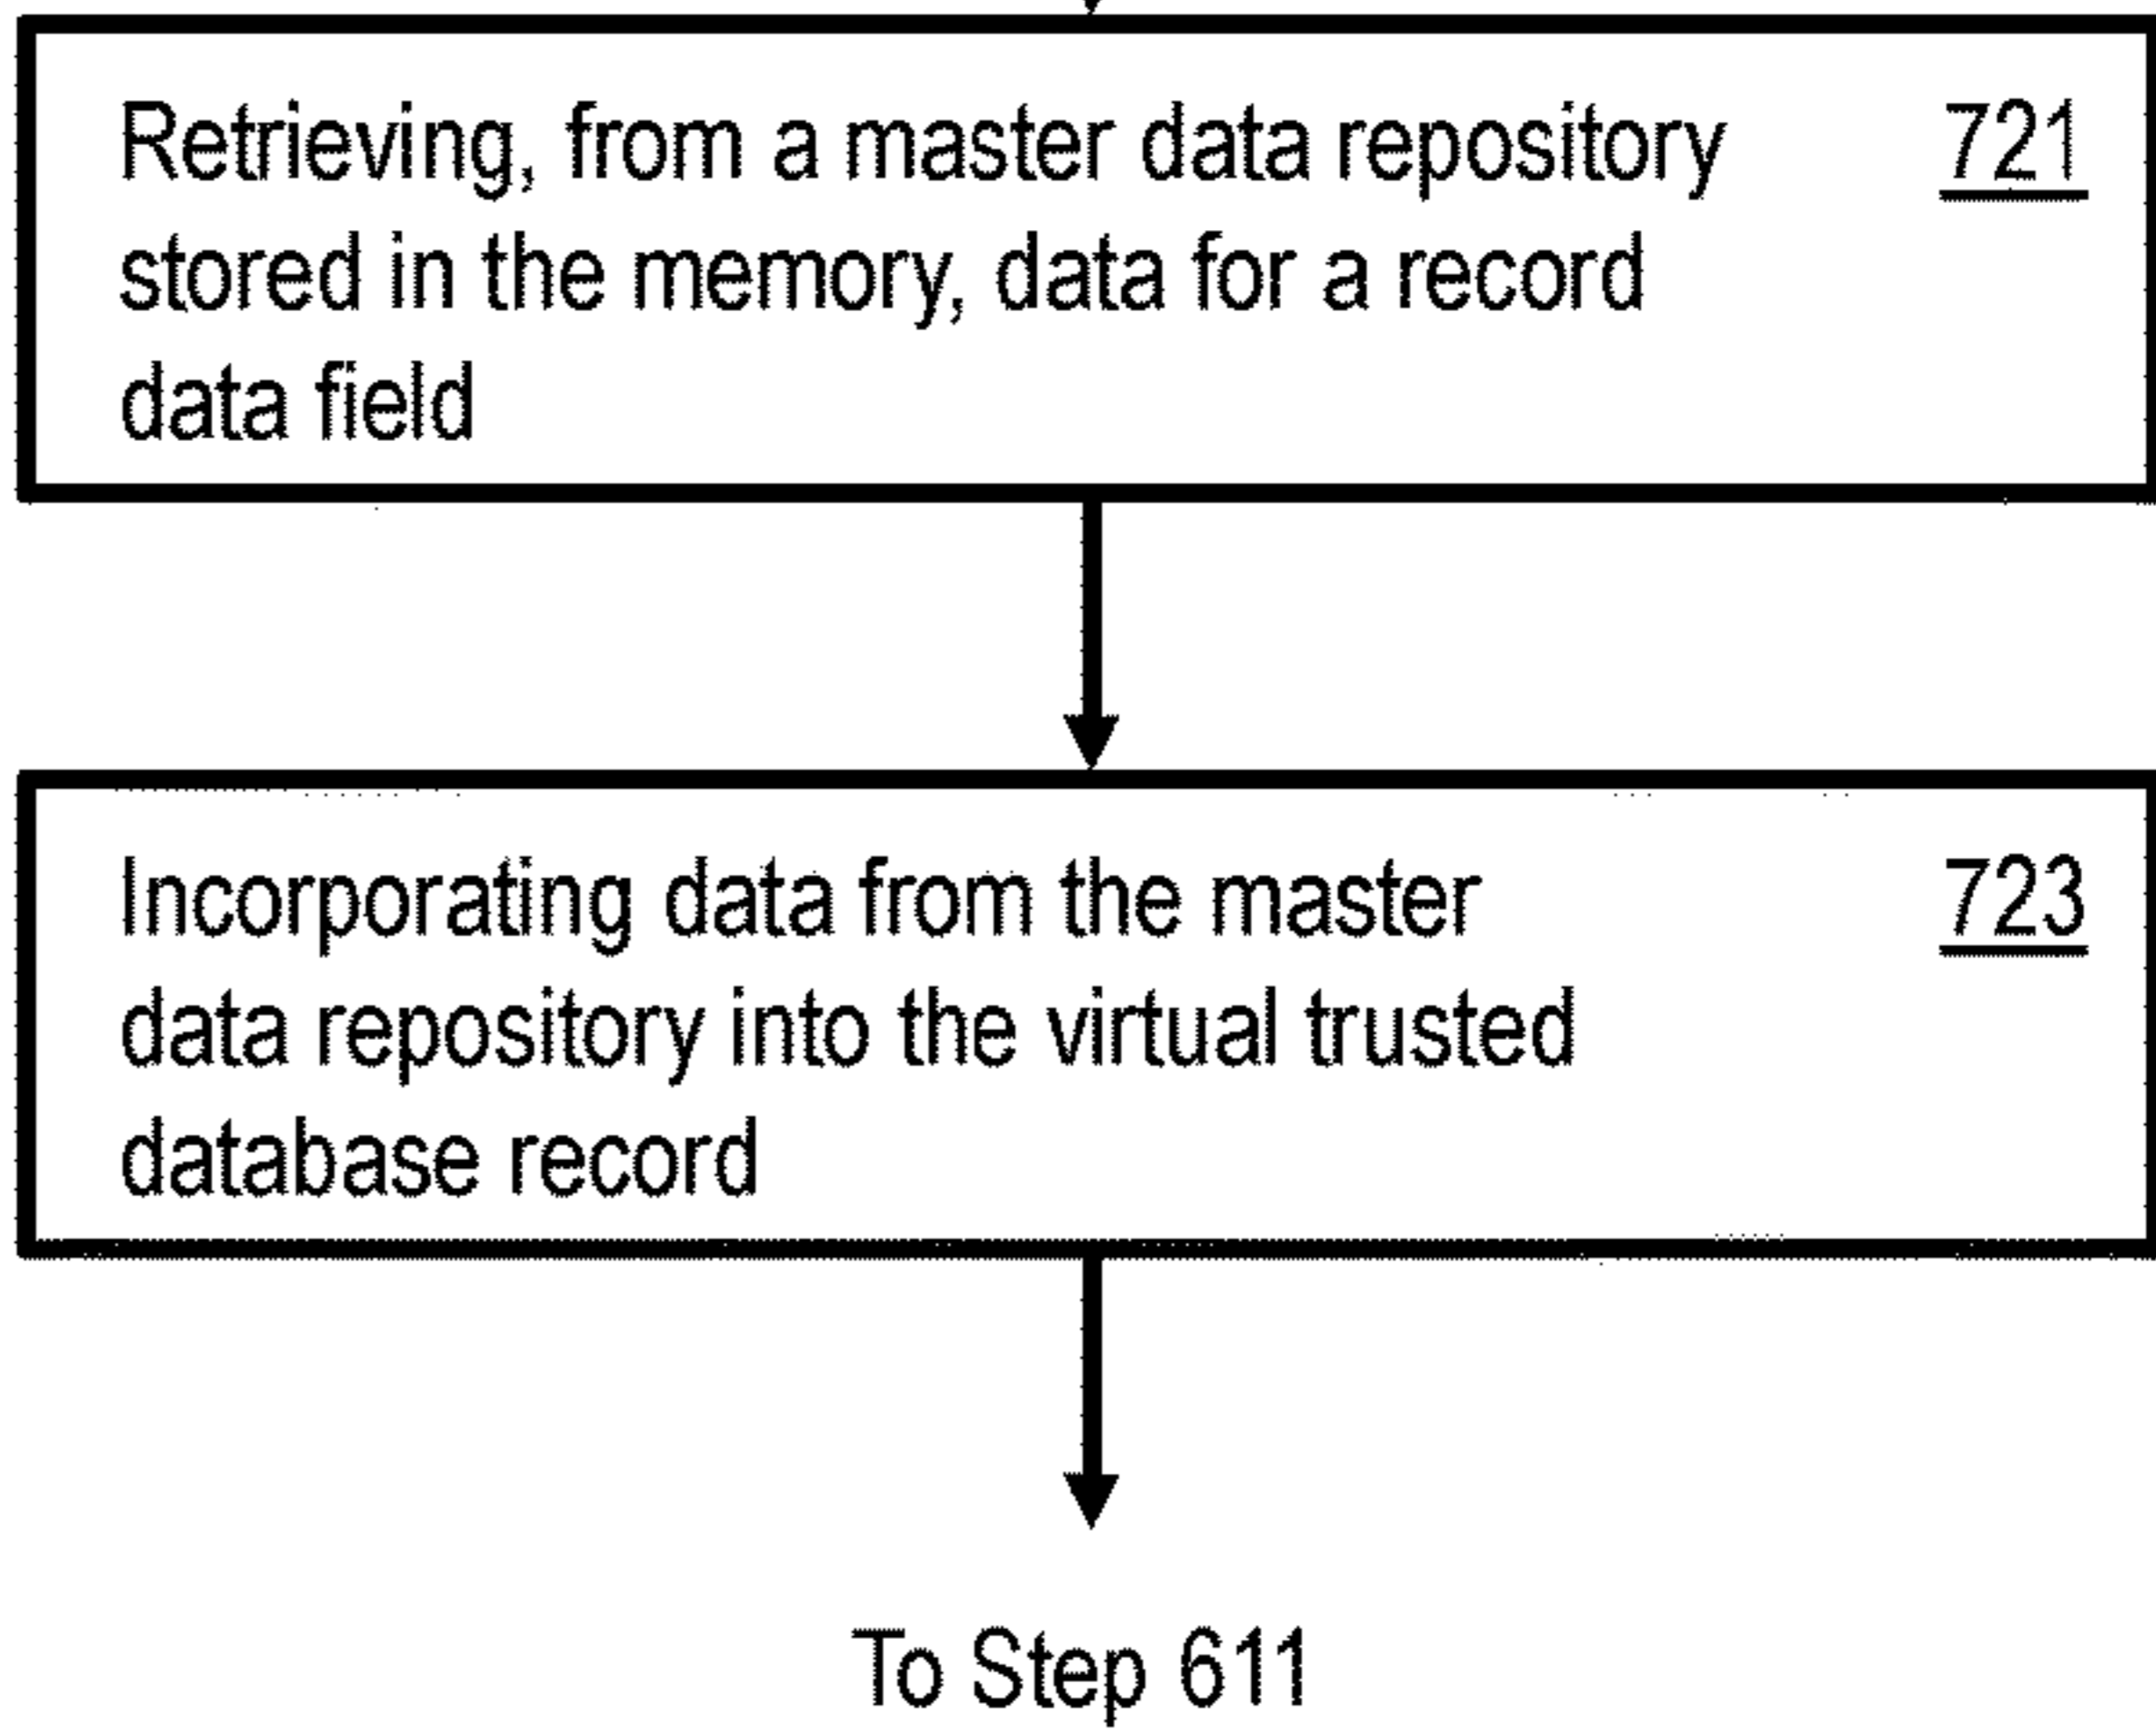 Retrieving, from a master data repository 721
stored in the memory, data for a record
data field
Incorporating data from the master 723
data repository into the virtual trusted
database record
To Step 611